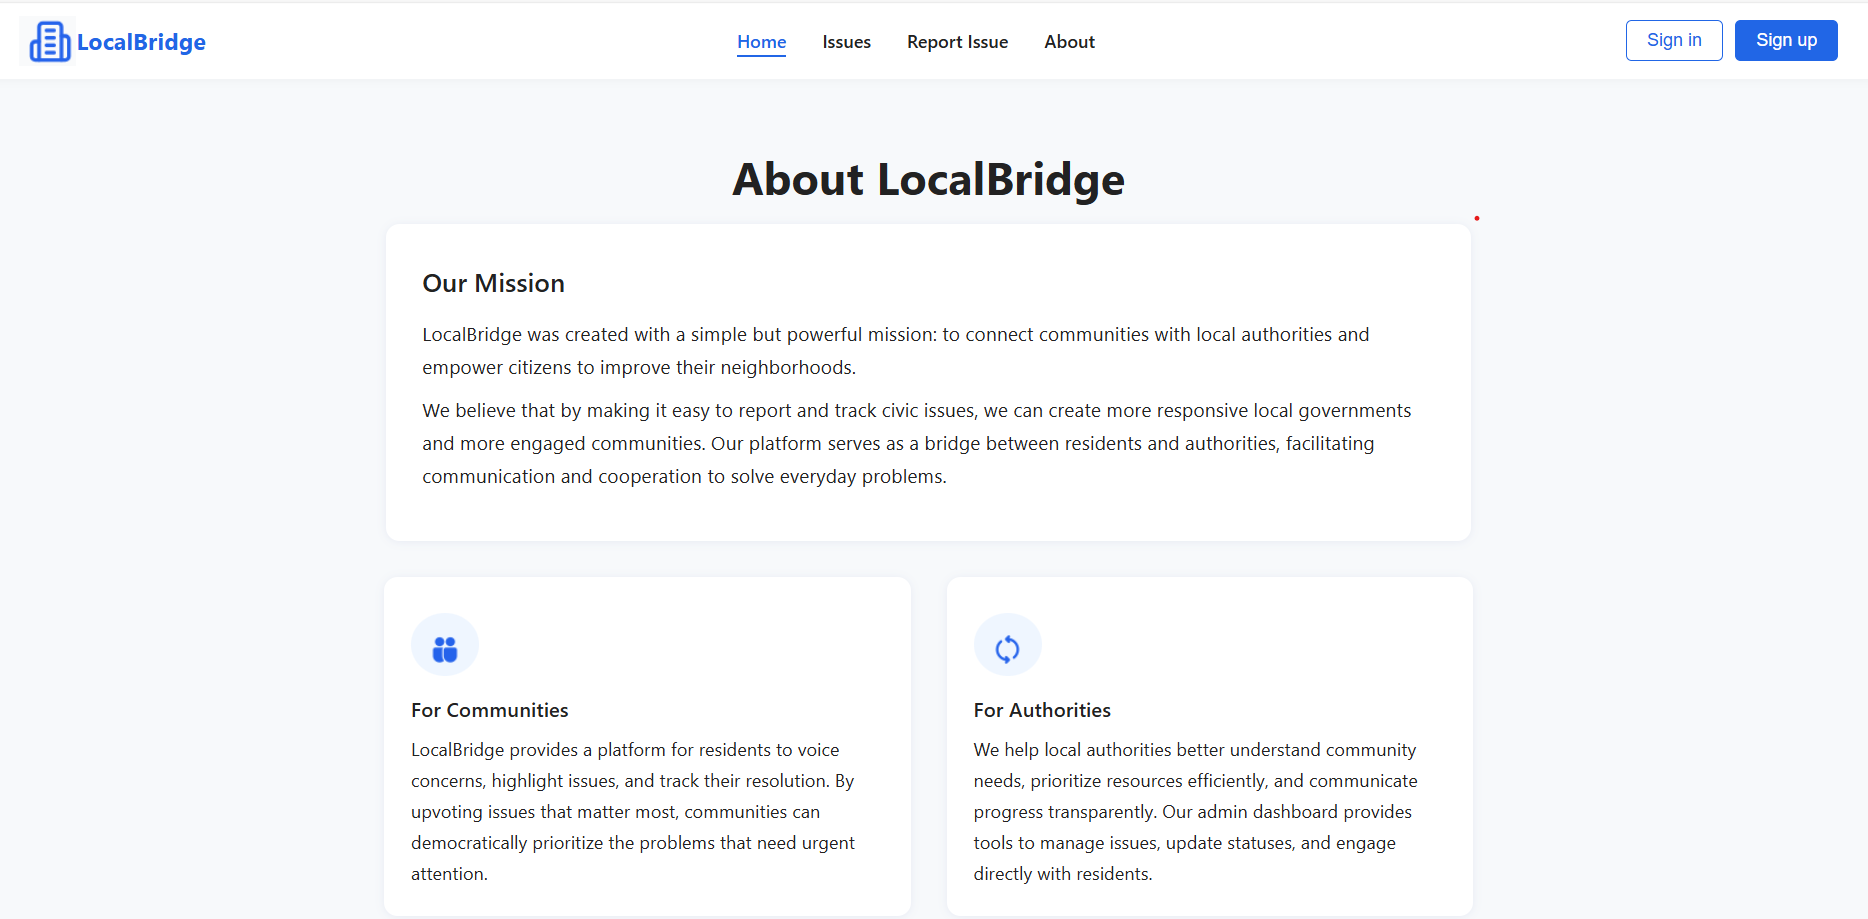 LocalBridge
Home Issues Report Issue About
Sign in Sign up
About LocalBridge
Our Mission
LocalBridge was created with a simple but powerful mission: to connect communities with local authorities and
empower citizens to improve their neighborhoods.
We believe that by making it easy to report and track civic issues, we can create more responsive local governments
and more engaged communities. Our platform serves as a bridge between residents and authorities, facilitating
communication and cooperation to solve everyday problems.
For Communities
LocalBridge provides a platform for residents to voice
concerns, highlight issues, and track their resolution. By
upvoting issues that matter most, communities can
democratically prioritize the problems that need urgent
attention.
For Authorities
We help local authorities better understand community
needs, prioritize resources efficiently, and communicate
progress transparently. Our admin dashboard provides
tools to manage issues, update statuses, and engage
directly with residents.